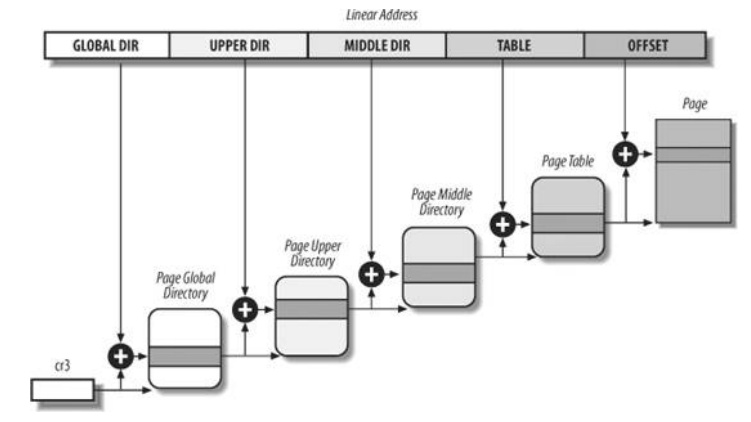 Linear Address
GLOBAL DIR
UPPER DIR
MIDDLE DIR
TABLE
OFFSET
Page
Page Table
Page Middle
Directory
Page Upper
Directory
Page Global
Directory
cr3